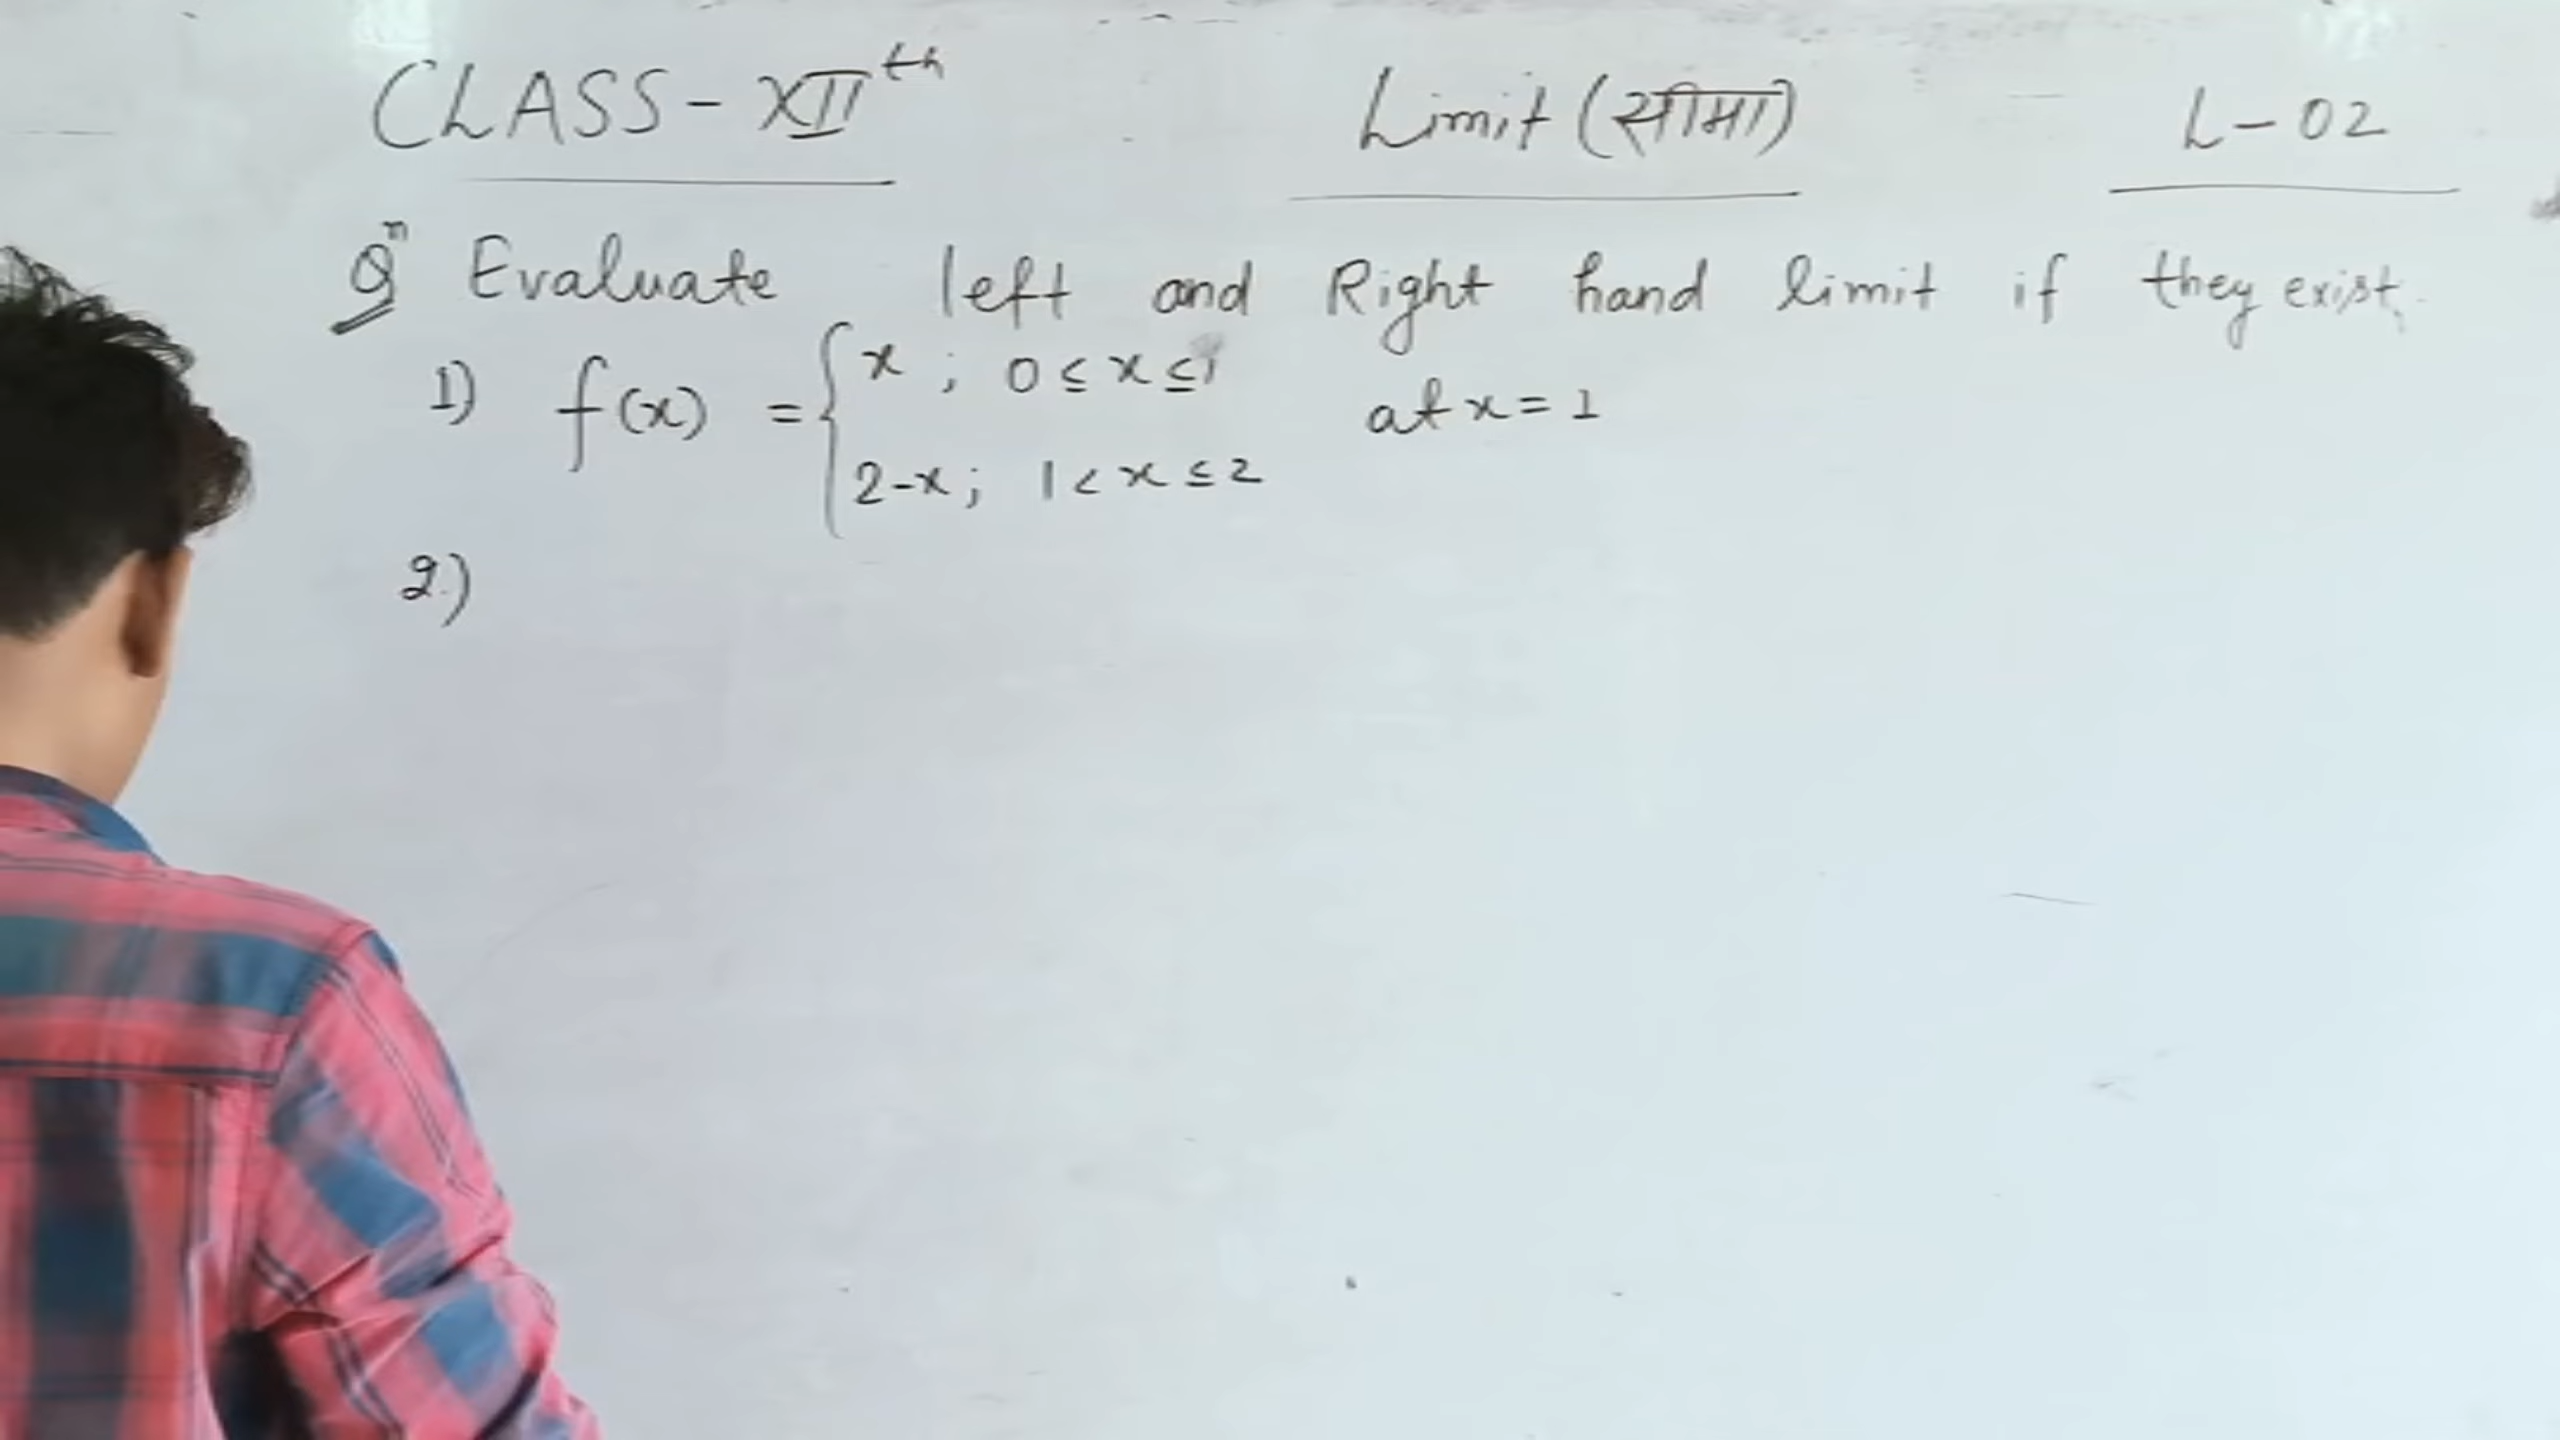 CLASS - XII th Limit (सीमा) L - 02
Qn Evaluate left and Right hand limit if they exist.
1) f(x) = { x ; 0 ≤ x ≤ 1 at x = 1
2-x ; 1 < x ≤ 2
2.)